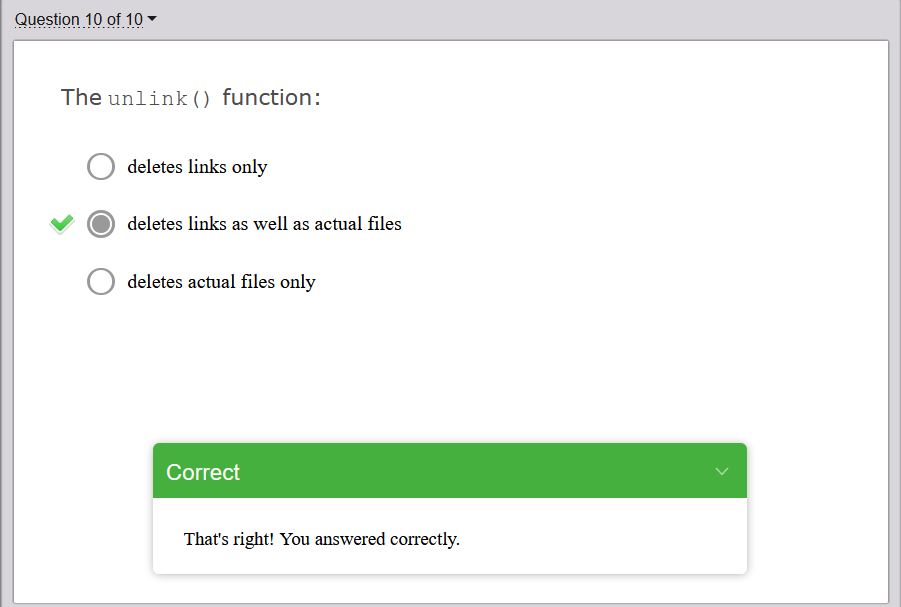 Question 10 of 10
The unlink() function:
deletes links only
deletes links as well as actual files
deletes actual files only
Correct
That's right! You answered correctly.